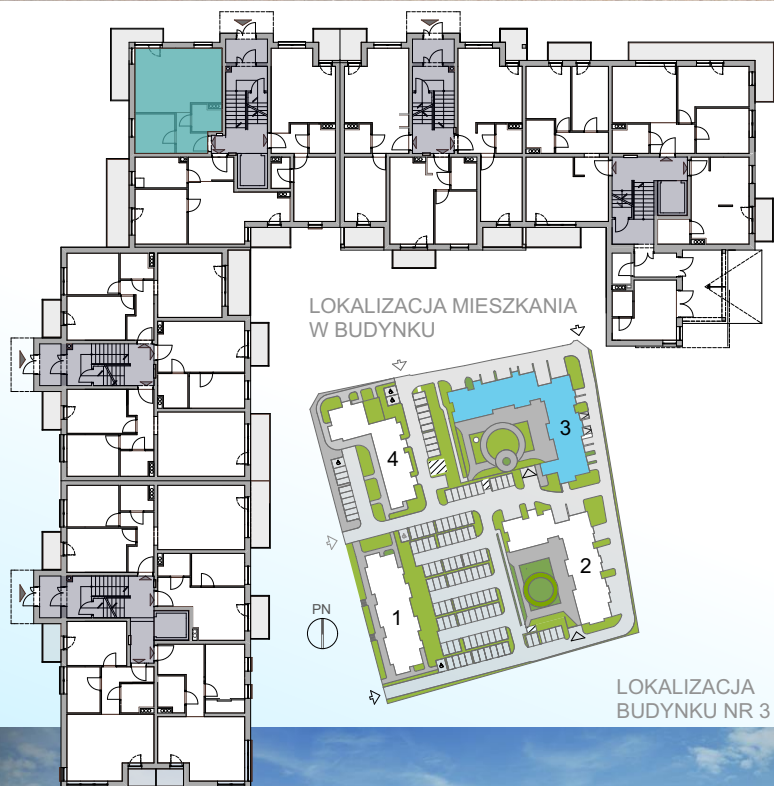 LOKALIZACJA MIESZKANIA
W BUDYNKU
3
4
2
1
PN
LOKALIZACJA
BUDYNKU NR 3